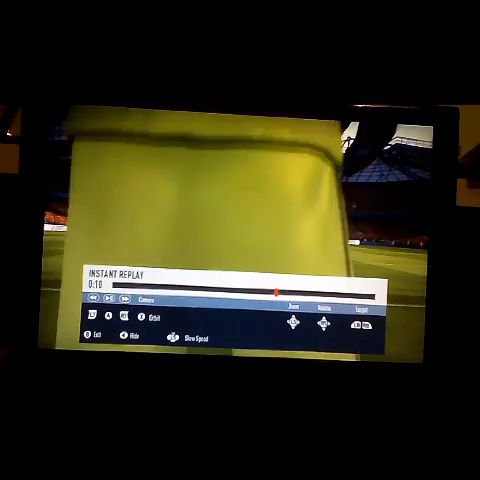 INSTANT REPLAY
0:10
Camera Zoom Rotate Target
A X Orbit
B Exit Hide Slow Speed